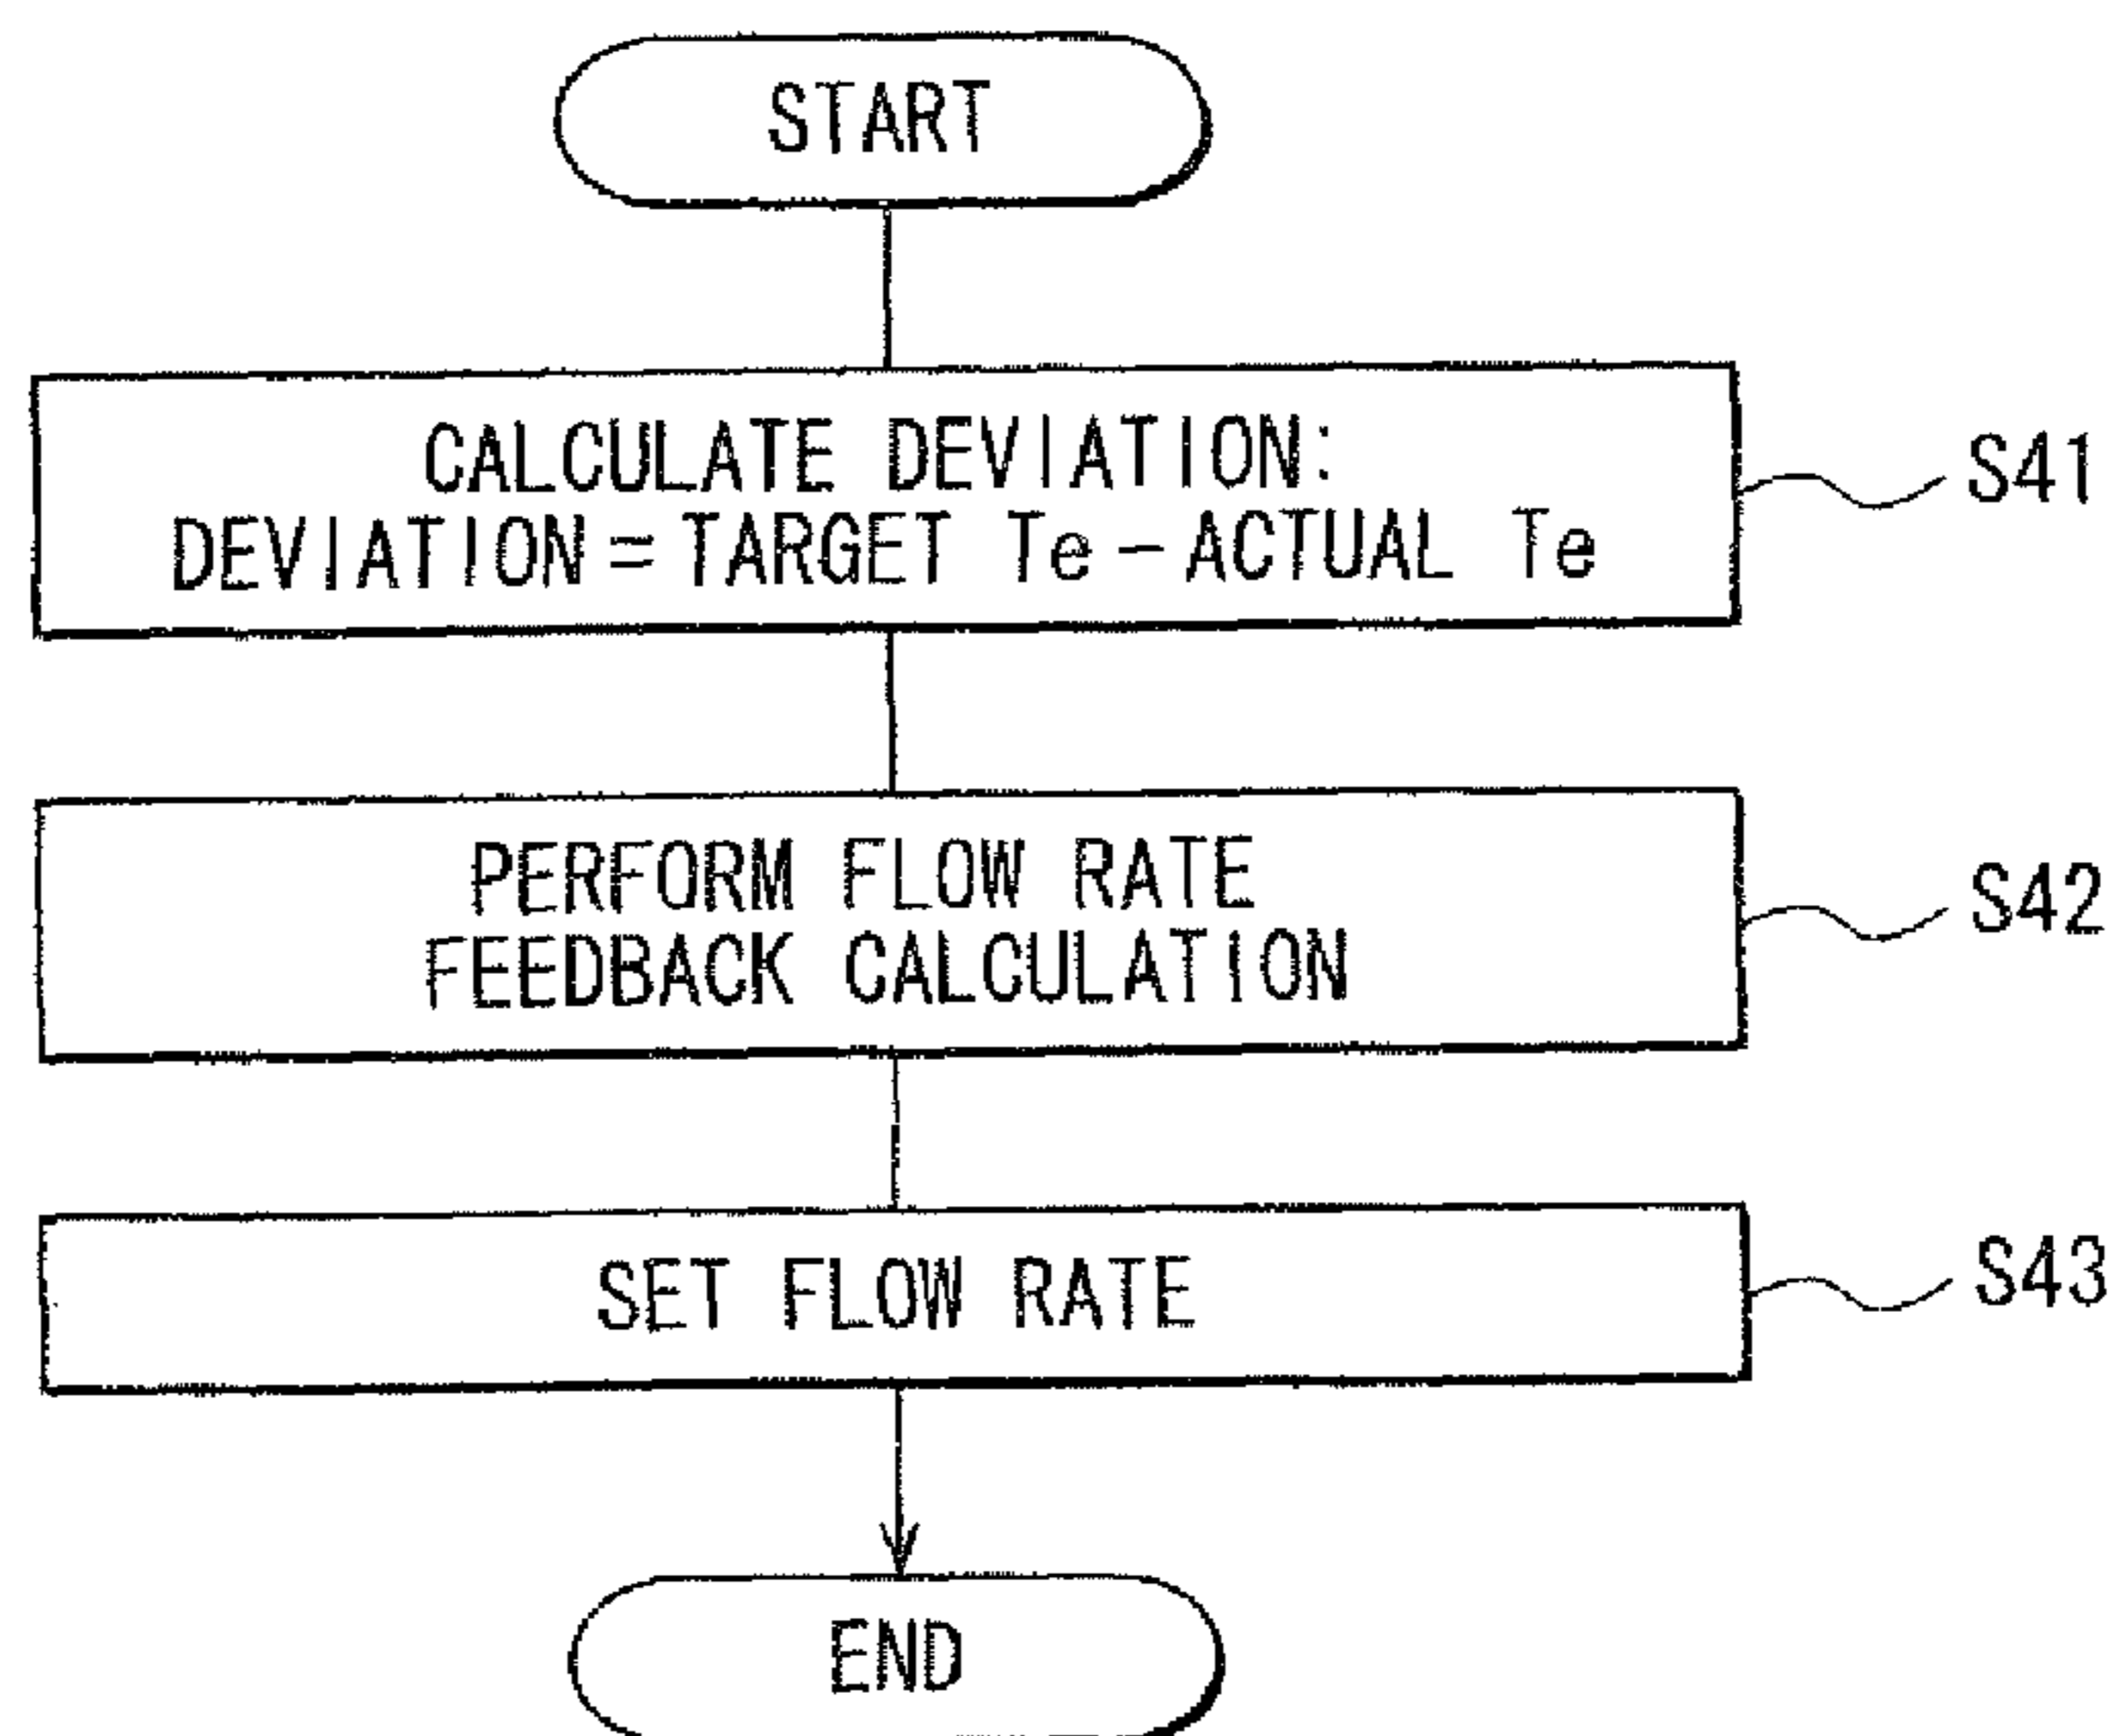 START
CALCULATE DEVIATION:
DEVIATION=TARGET Te-ACTUAL Te
S41
PERFORM FLOW RATE
FEEDBACK CALCULATION
S42
SET FLOW RATE
S43
END